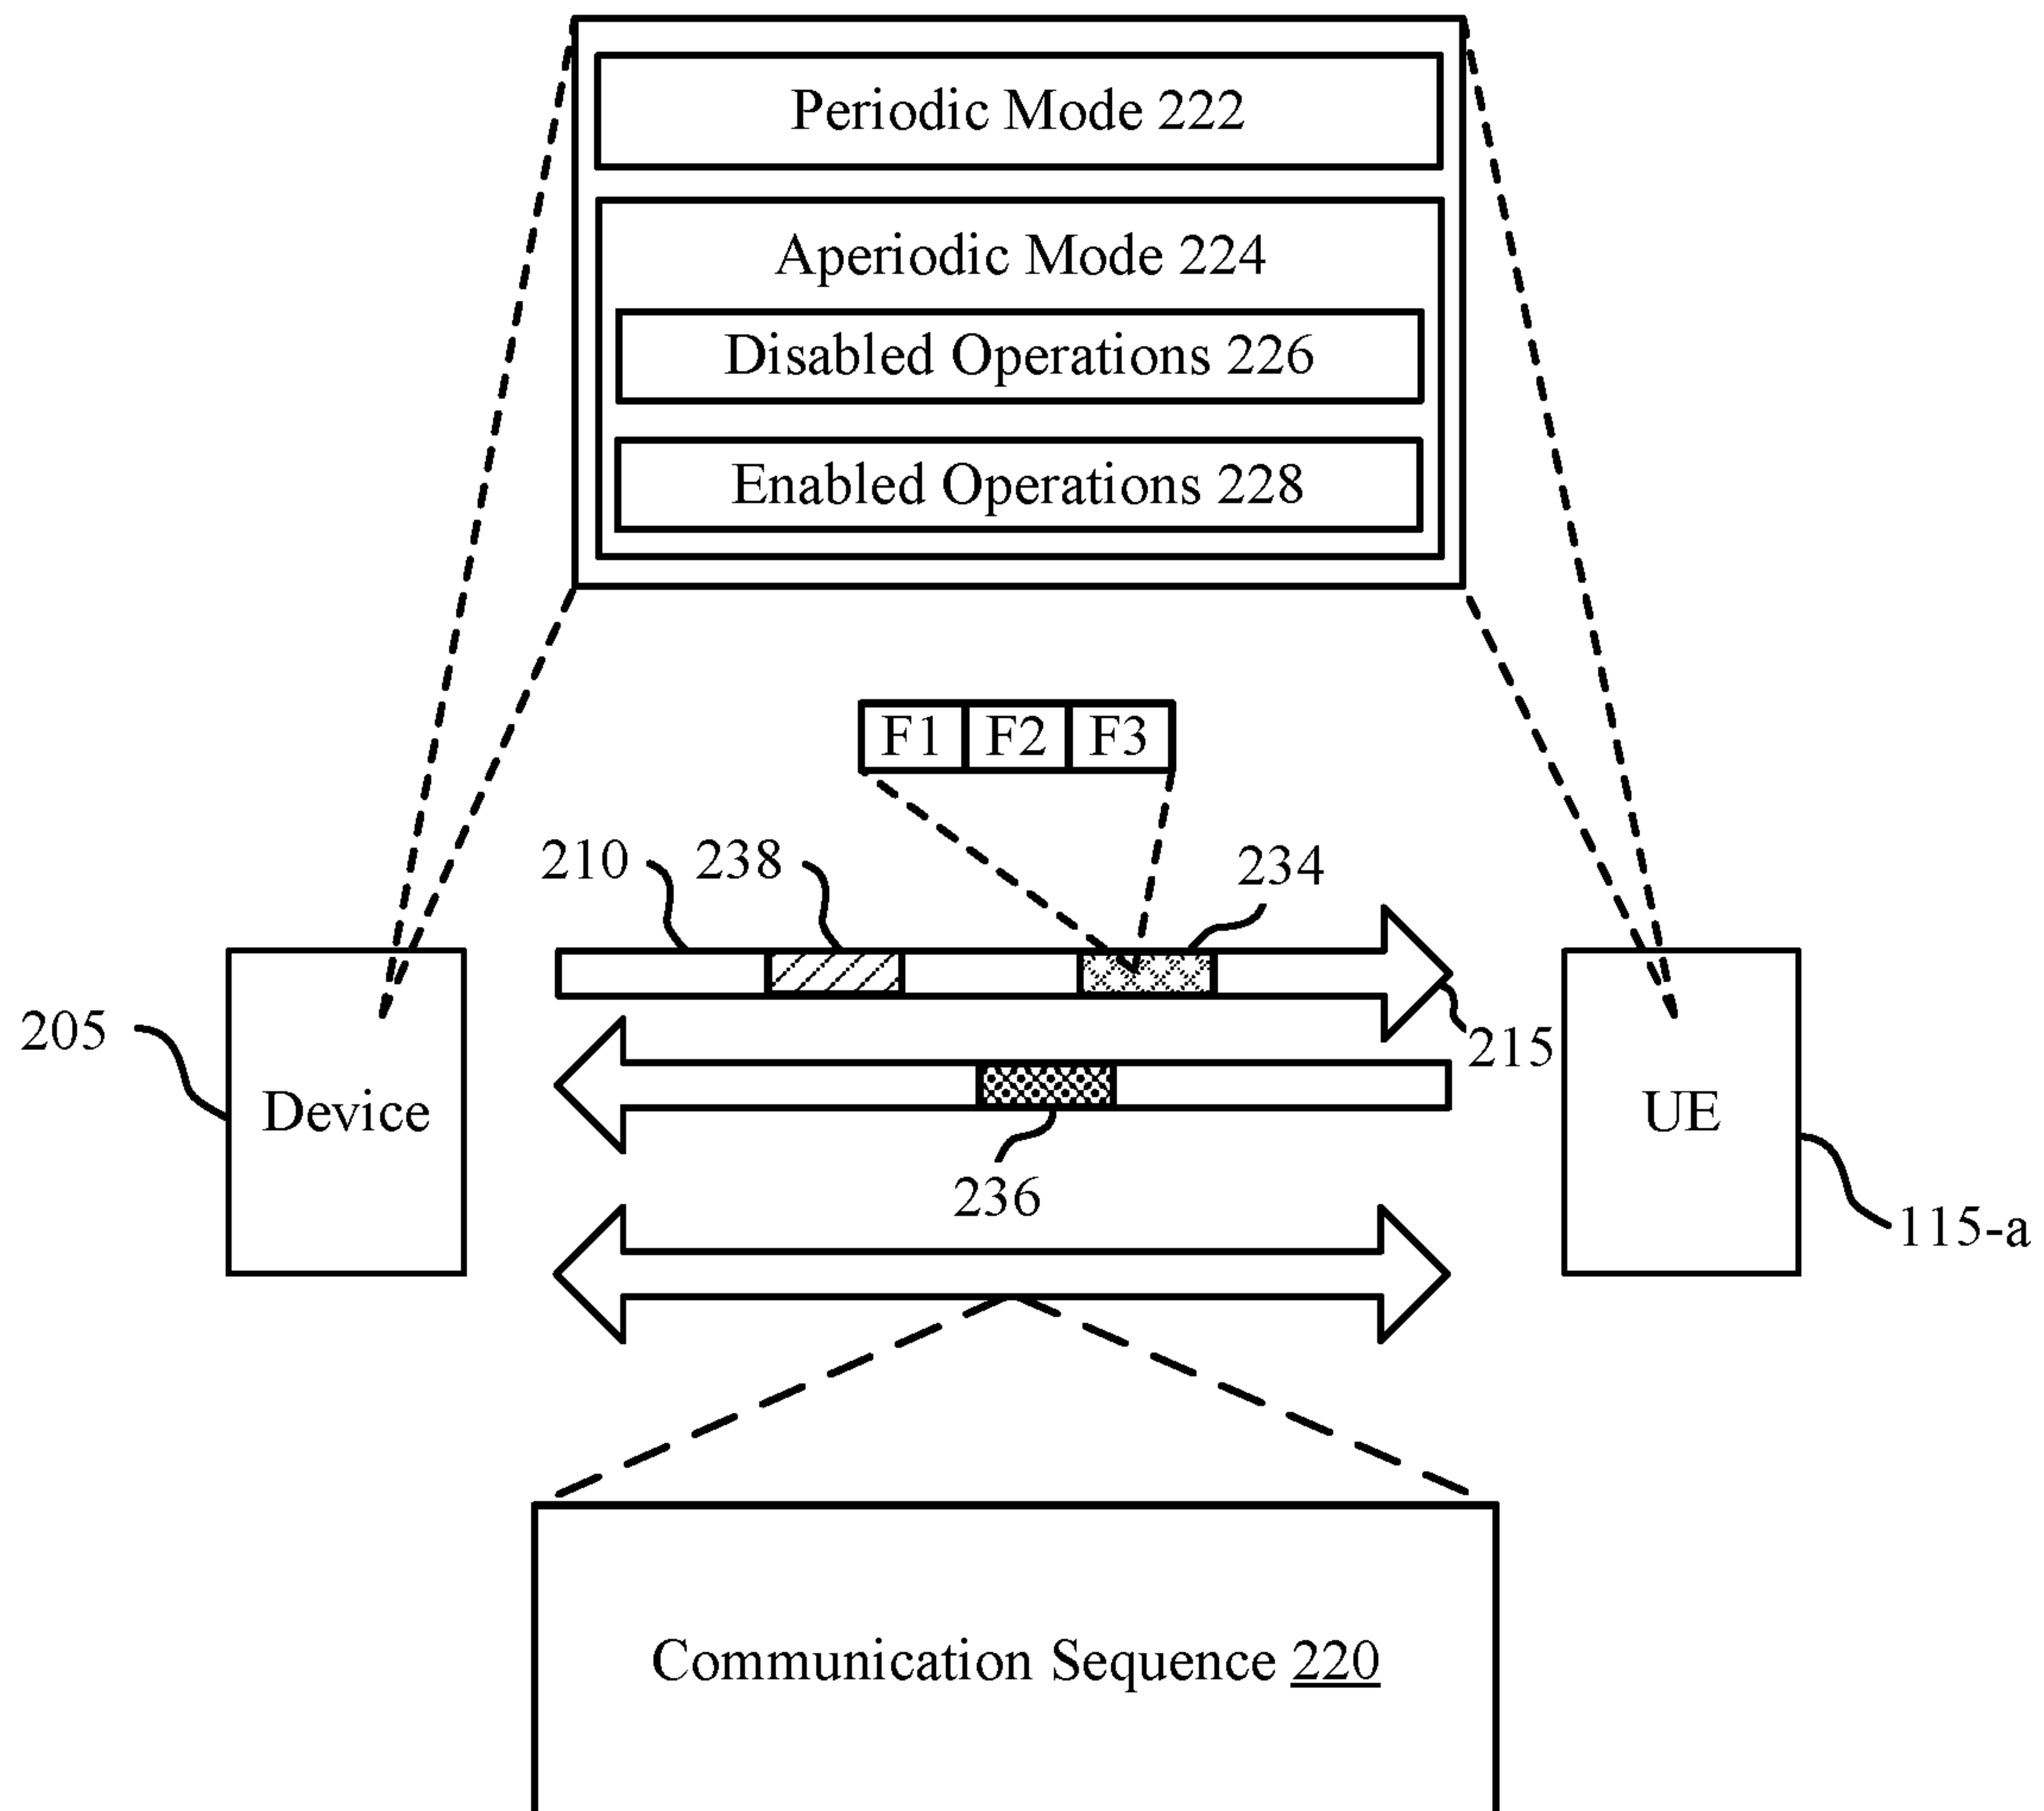 Periodic Mode 222
Aperiodic Mode 224
Disabled Operations 226
Enabled Operations 228
F1 F2 F3
210 238 234
205 215
Device UE
236
115-a
Communication Sequence 220